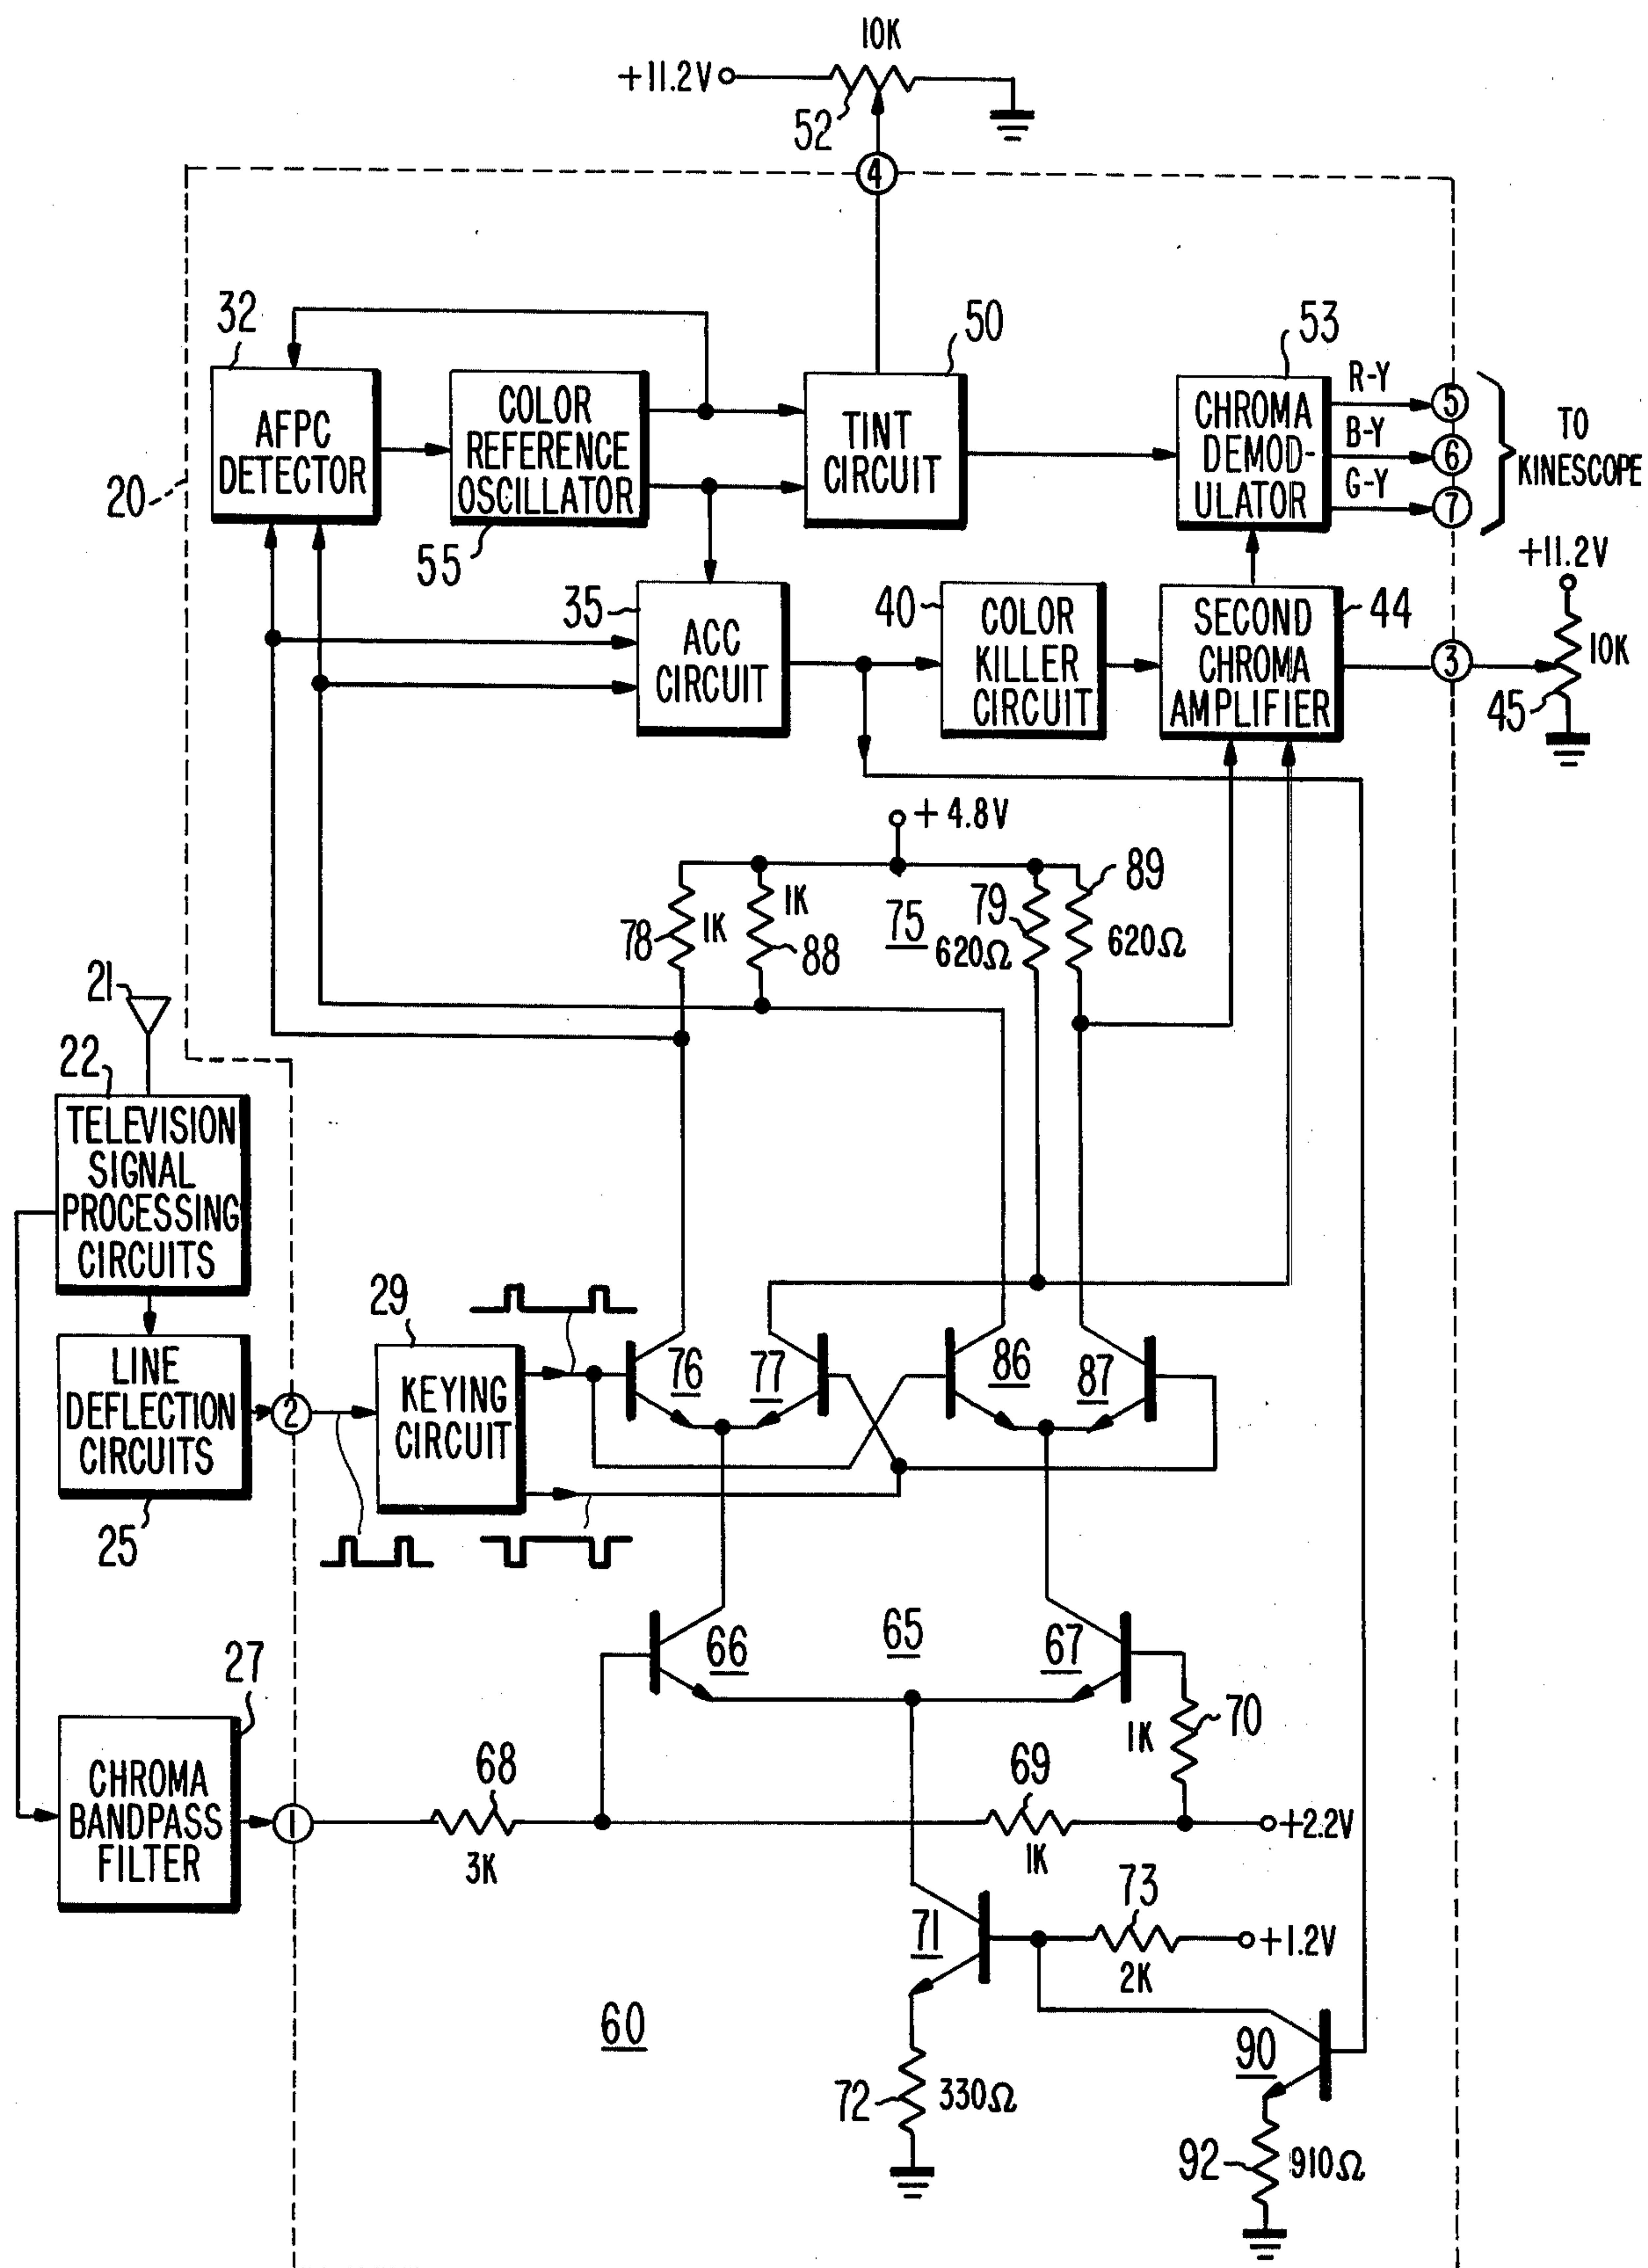 10K
+11.2V
52
4
32
50
53
AFPC
DETECTOR
COLOR
REFERENCE
OSCILLATOR
TINT
CIRCUIT
CHROMA
DEMOD-
ULATOR
R-Y
B-Y
G-Y
5
6
7
TO
KINESCOPE
20
55
+11.2V
35
ACC
CIRCUIT
40
COLOR
KILLER
CIRCUIT
SECOND
CHROMA
AMPLIFIER
44
3
10K
45
+4.8V
78
1K
1K
88
75
79
620Ω
89
620Ω
21
22
TELEVISION
SIGNAL
PROCESSING
CIRCUITS
29
LINE
DEFLECTION
CIRCUITS
25
2
KEYING
CIRCUIT
76
77
86
87
66
65
67
27
70
1K
CHROMA
BANDPASS
FILTER
1
68
3K
69
1K
+2.2V
73
71
+1.2V
2K
60
90
72
330Ω
92
910Ω